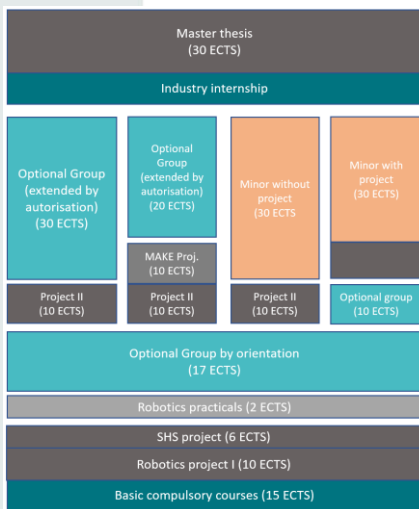 Master thesis
(30 ECTS)
Industry internship
Optional Group
(extended by
autorisation)
(30 ECTS)
Optional
Group
(extended by
autorisation)
(20 ECTS)
MAKE Proj.
(10 ECTS)
Minor without
project
(30 ECTS
Minor with
project
(30 ECTS)
Project II
(10 ECTS)
Project II
(10 ECTS)
Project II
(10 ECTS)
Optional group
(10 ECTS)
Optional Group by orientation
(17 ECTS)
Robotics practicals (2 ECTS)
SHS project (6 ECTS)
Robotics project I (10 ECTS)
Basic compulsory courses (15 ECTS)